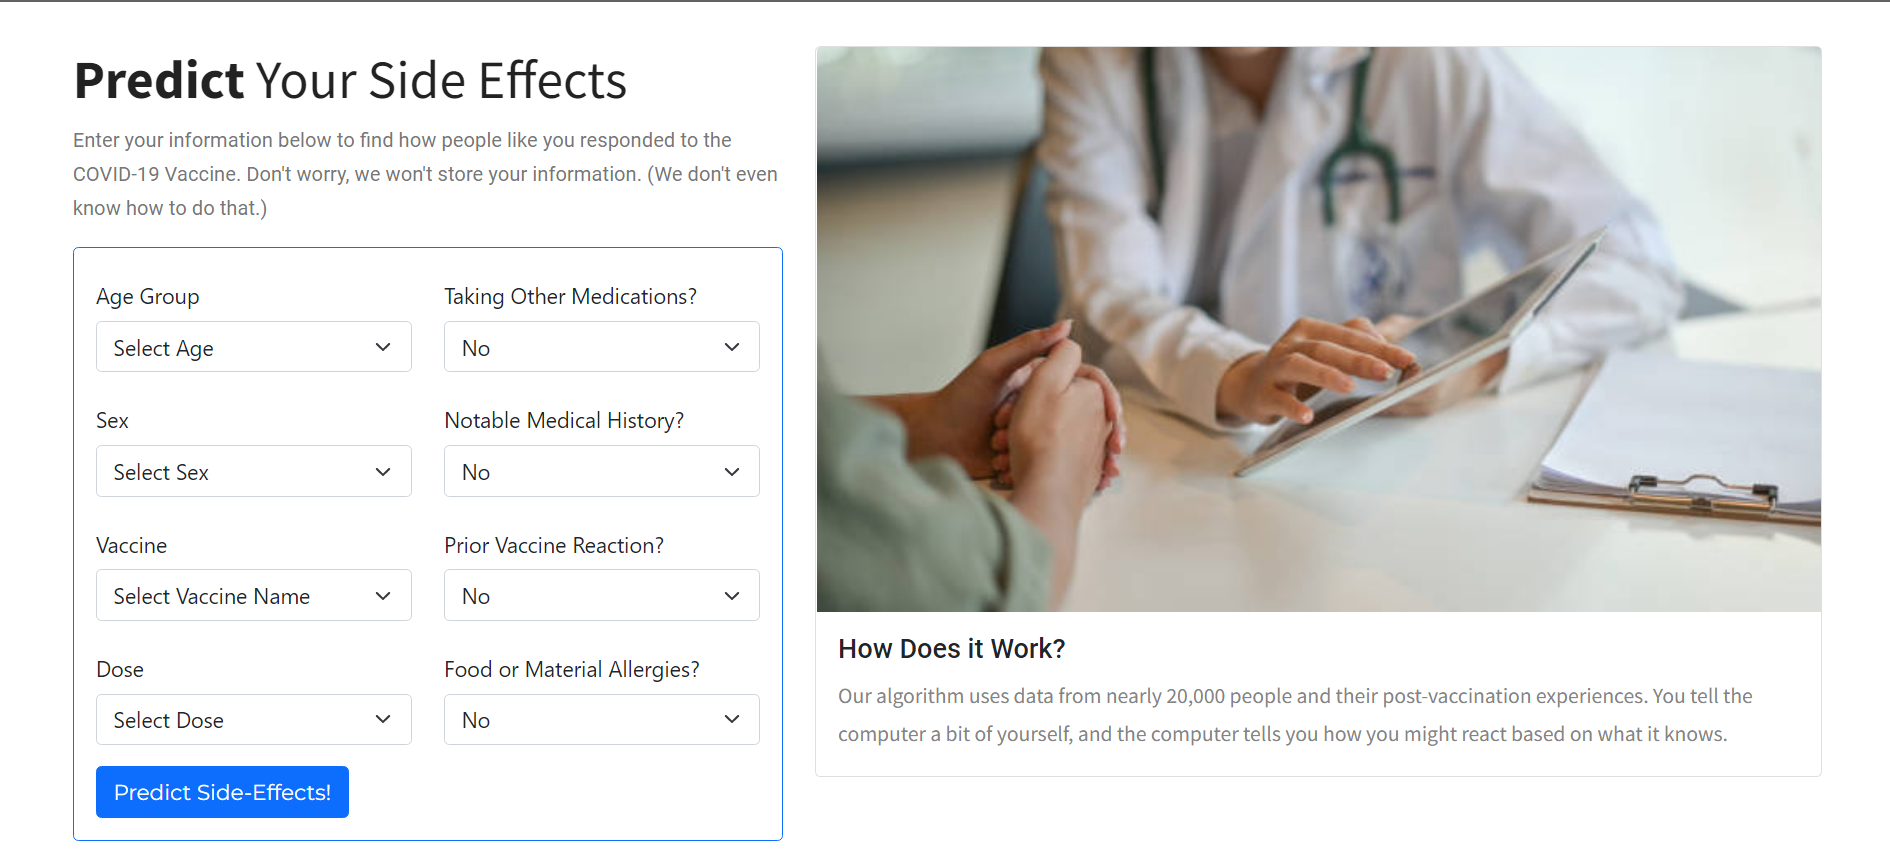 Predict Your Side Effects
Enter your information below to find how people like you responded to the
COVID-19 Vaccine. Don't worry, we won't store your information. (We don't even
know how to do that.)
Age Group
Select Age
Taking Other Medications?
No
Sex
Select Sex
Notable Medical History?
No
Vaccine
Select Vaccine Name
Prior Vaccine Reaction?
No
Dose
Select Dose
Food or Material Allergies?
No
Predict Side-Effects!
How Does it Work?
Our algorithm uses data from nearly 20,000 people and their post-vaccination experiences. You tell the
computer a bit of yourself, and the computer tells you how you might react based on what it knows.